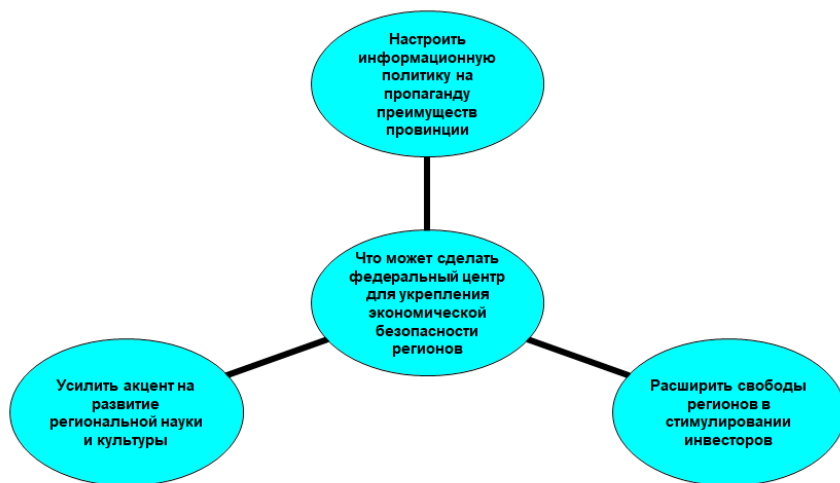 Настроить
информационную
политику на
пропаганду
преимуществ
провинции
Что может сделать
федеральный центр
для укрепления
экономической
безопасности
регионов
Усилить акцент на
развитие
региональной науки
и культуры
Расширить свободы
регионов в
стимулировании
инвесторов